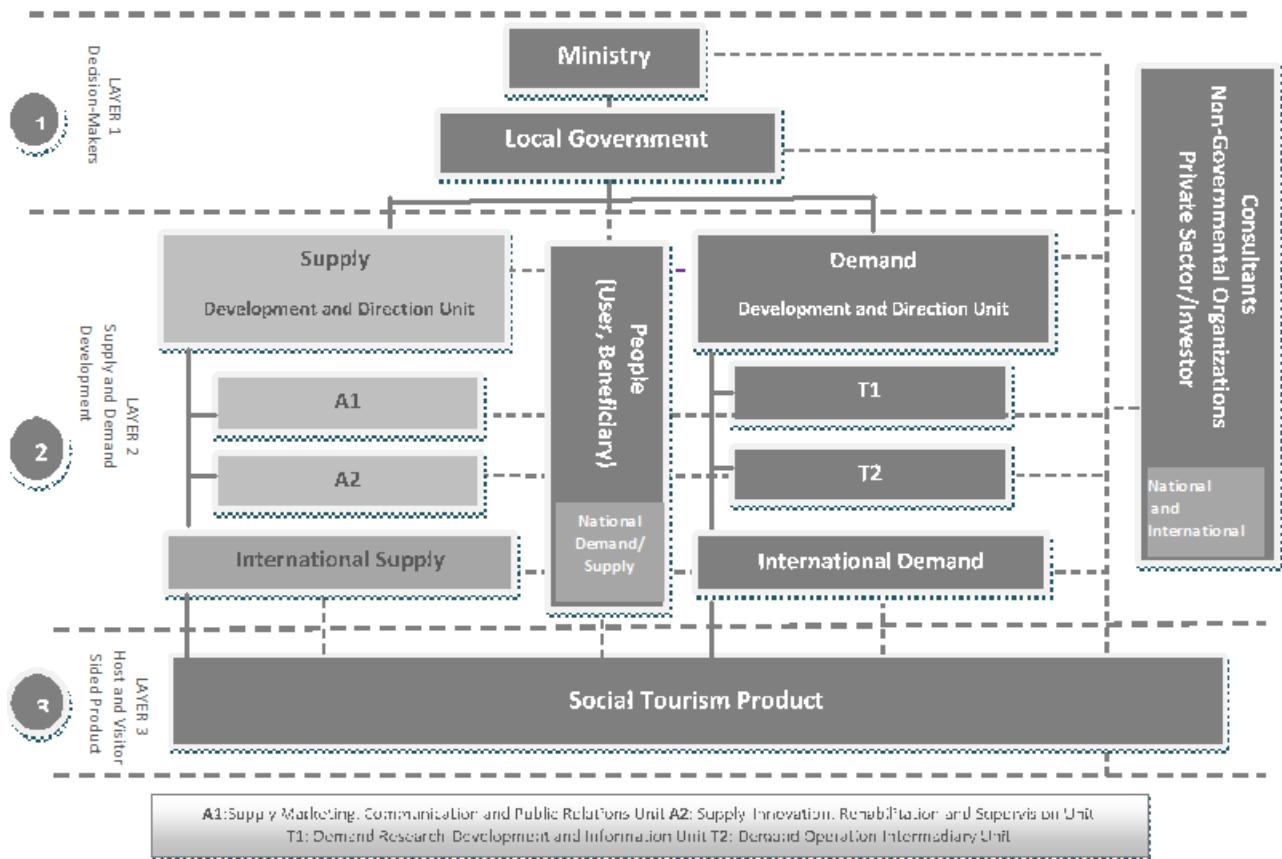 Ministry
Local Government
1
LAYER 1
Decision-Makers
Consultants
Non-Governmental Organizations
Private Sector/Investor
National
and
International
Supply
Development and Direction Unit
People
(User, Beneficiary)
National
Demand/
Supply
Demand
Development and Direction Unit
A1
A2
T1
T2
2
LAYER 2
Supply and Demand
Development
International Supply
International Demand
3
LAYER 3
Host and Visitor
Sided Product
Social Tourism Product
A1:Supply Marketing, Communication and Public Relations Unit A2: Supply Innovation, Rehabilitation and Supervision Unit
T1: Demand Research Development and Information Unit T2: Demand Operation Intermediary Unit